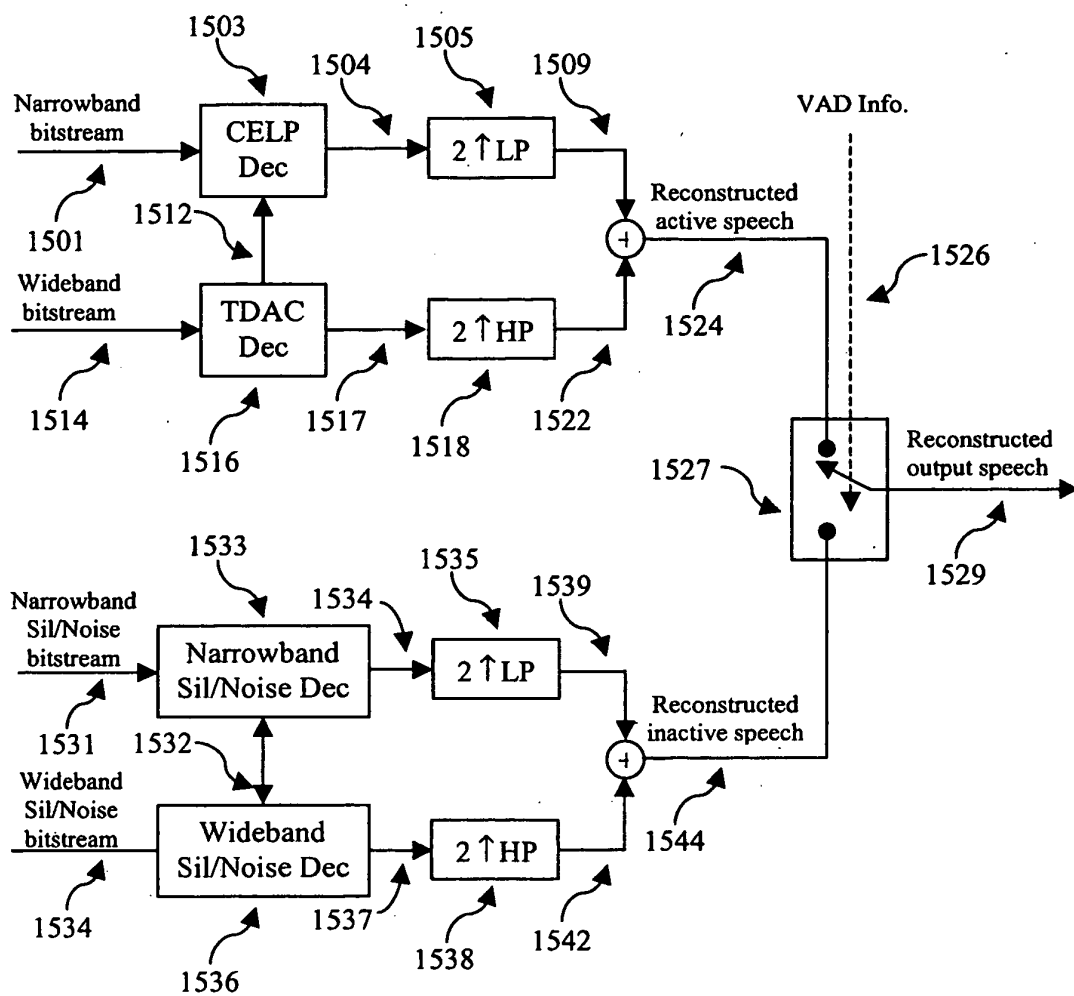 1503
1504
1505
1509
Narrowband
bitstream
CELP
Dec
2↑LP
VAD Info.
1512
1501
Reconstructed
active speech
+
1526
Wideband
bitstream
TDAC
Dec
2↑HP
1524
1514
1516
1517
1518
1522
1527
Reconstructed
output speech
1529
1533
1534
1535
1539
Narrowband
Sil/Noise
bitstream
Narrowband
Sil/Noise Dec
2↑LP
1531
1532
Reconstructed
inactive speech
+
Wideband
Sil/Noise
bitstream
Wideband
Sil/Noise Dec
2↑HP
1544
1534
1536
1537
1538
1542